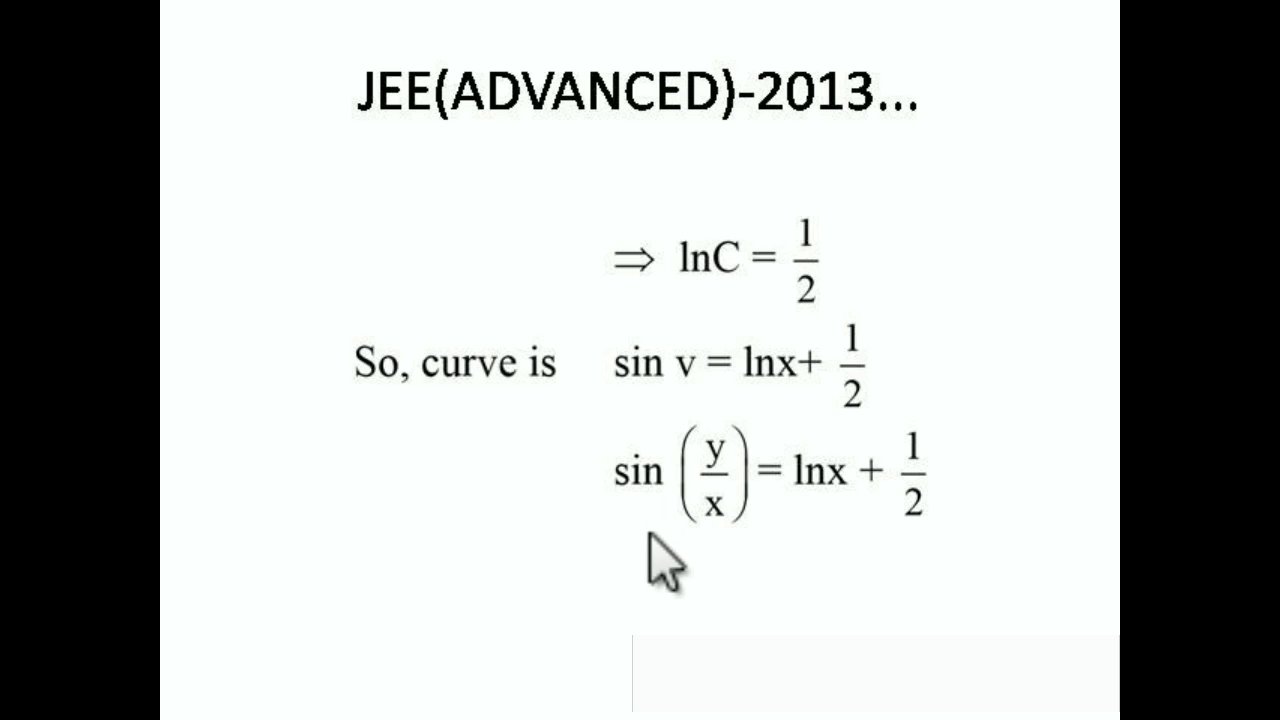 JEE(ADVANCED)-2013...
⇒ lnC = 1/2
So, curve is sin v = lnx+ 1/2
sin (y/x) = lnx + 1/2